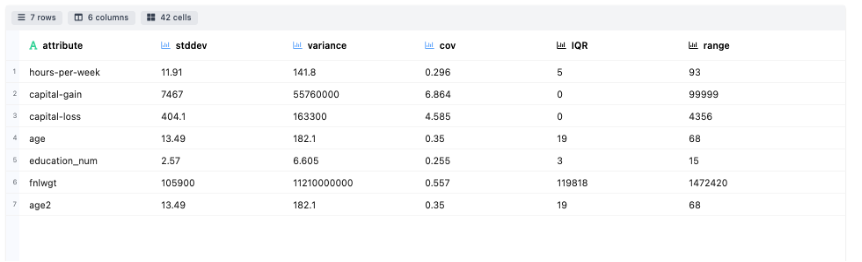 7 rows 6 columns 42 cells
attribute stddev variance cov IQR range
1 hours-per-week 11.91 141.8 0.296 5 93
2 capital-gain 7467 55760000 6.864 0 99999
3 capital-loss 404.1 163300 4.585 0 4356
4 age 13.49 182.1 0.35 19 68
5 education_num 2.57 6.605 0.255 3 15
6 fnlwgt 105900 11210000000 0.557 119818 1472420
7 age2 13.49 182.1 0.35 19 68